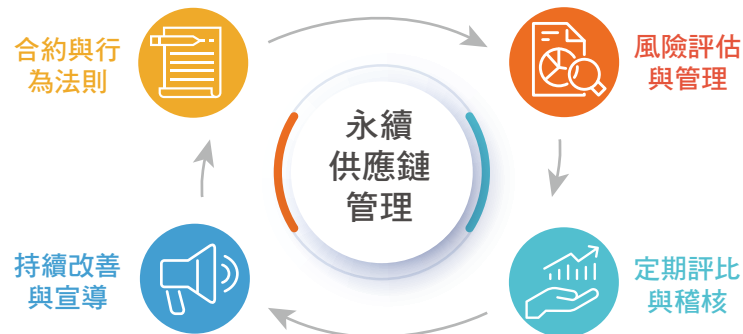 合約與行
為法則
風險評估
與管理
永續
供應鏈
管理
持續改善
與宣導
定期評比
與稽核